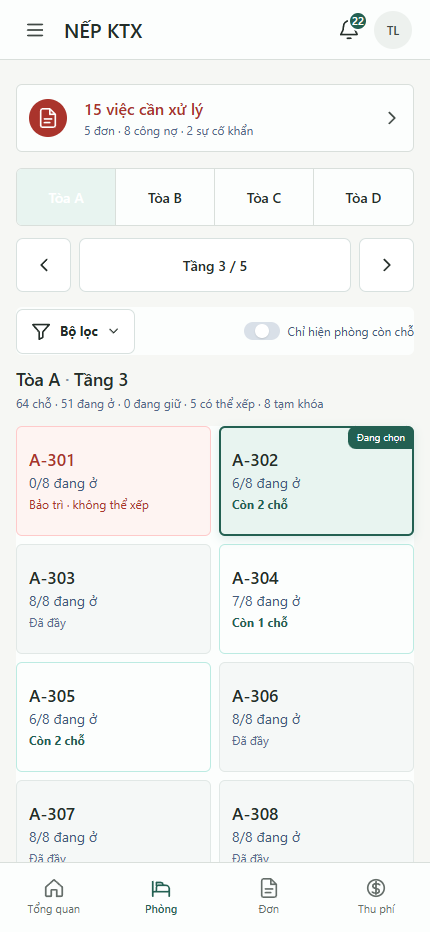 NẾP KTX
22
TL
15 việc cần xử lý
5 đơn · 8 công nợ · 2 sự cố khẩn
Tòa A
Tòa B
Tòa C
Tòa D
Tầng 3 / 5
Bộ lọc
Chỉ hiện phòng còn chỗ
Tòa A · Tầng 3
64 chỗ · 51 đang ở · 0 đang giữ · 5 có thể xếp · 8 tạm khóa
A-301
0/8 đang ở
Bảo trì · không thể xếp
Đang chọn
A-302
6/8 đang ở
Còn 2 chỗ
A-303
8/8 đang ở
Đã đầy
A-304
7/8 đang ở
Còn 1 chỗ
A-305
6/8 đang ở
Còn 2 chỗ
A-306
8/8 đang ở
Đã đầy
A-307
8/8 đang ở
Đã đầy
A-308
8/8 đang ở
Đã đầy
Tổng quan
Phòng
Đơn
Thu phí